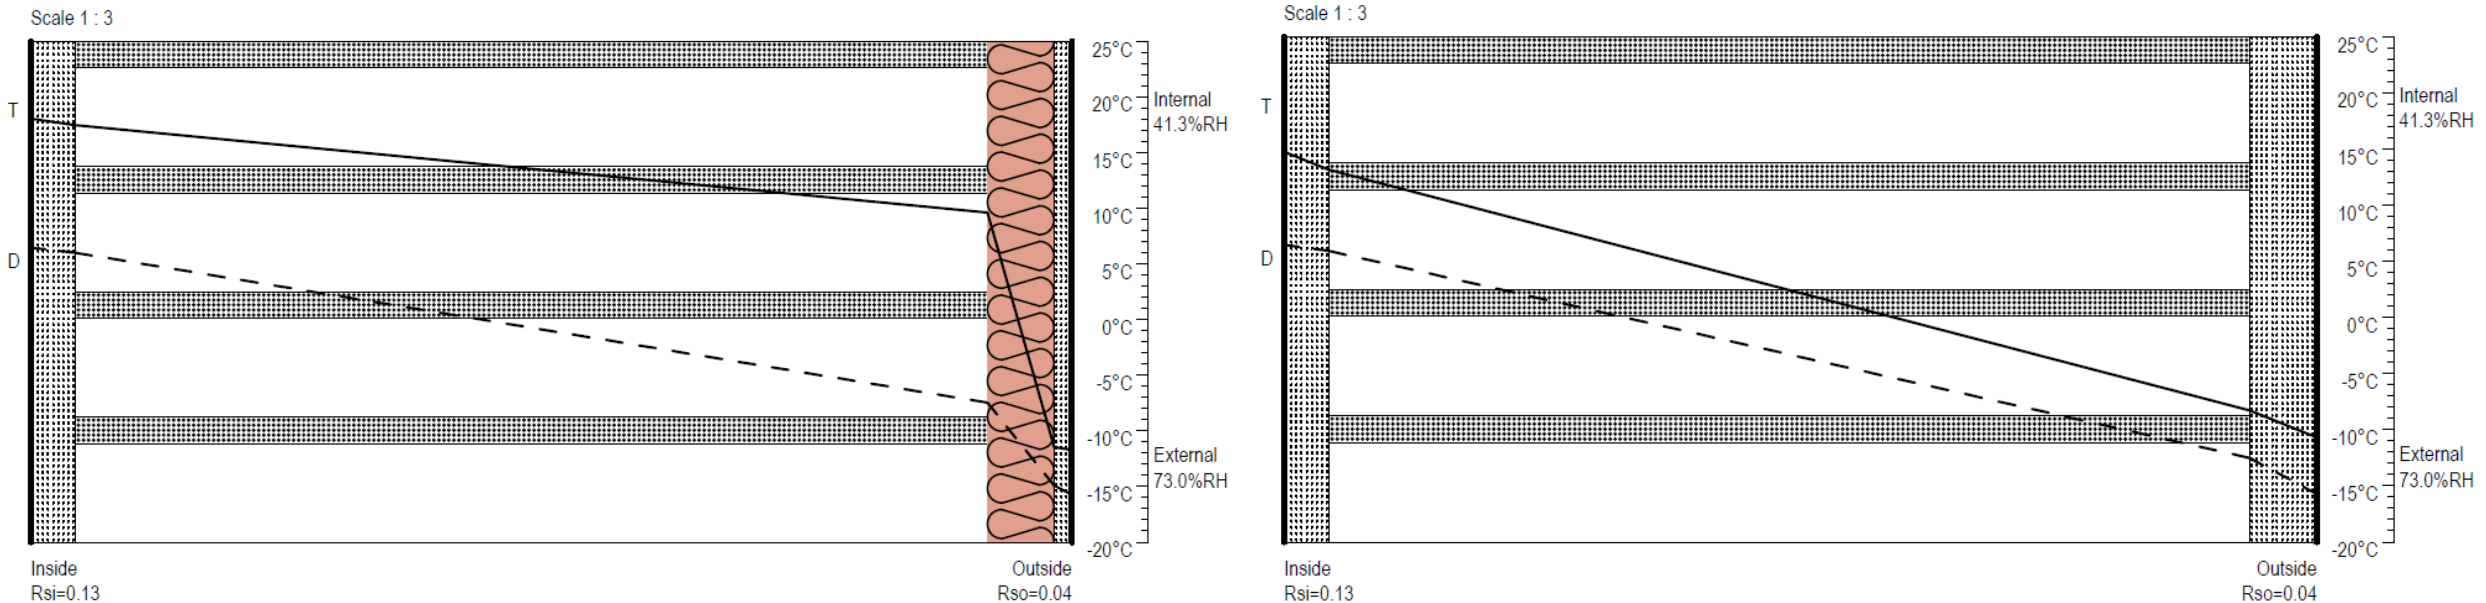 Scale 1 : 3
T
D
25°C
20°C
15°C
10°C
5°C
0°C
-5°C
-10°C
-15°C
-20°C
Internal
41.3%RH
External
73.0%RH
Inside
Rsi=0.13
Outside
Rso=0.04
Scale 1 : 3
T
D
25°C
20°C
15°C
10°C
5°C
0°C
-5°C
-10°C
-15°C
-20°C
Internal
41.3%RH
External
73.0%RH
Inside
Rsi=0.13
Outside
Rso=0.04